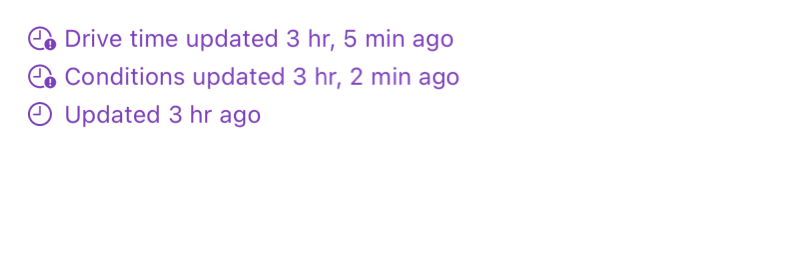 Drive time updated 3 hr, 5 min ago
Conditions updated 3 hr, 2 min ago
Updated 3 hr ago